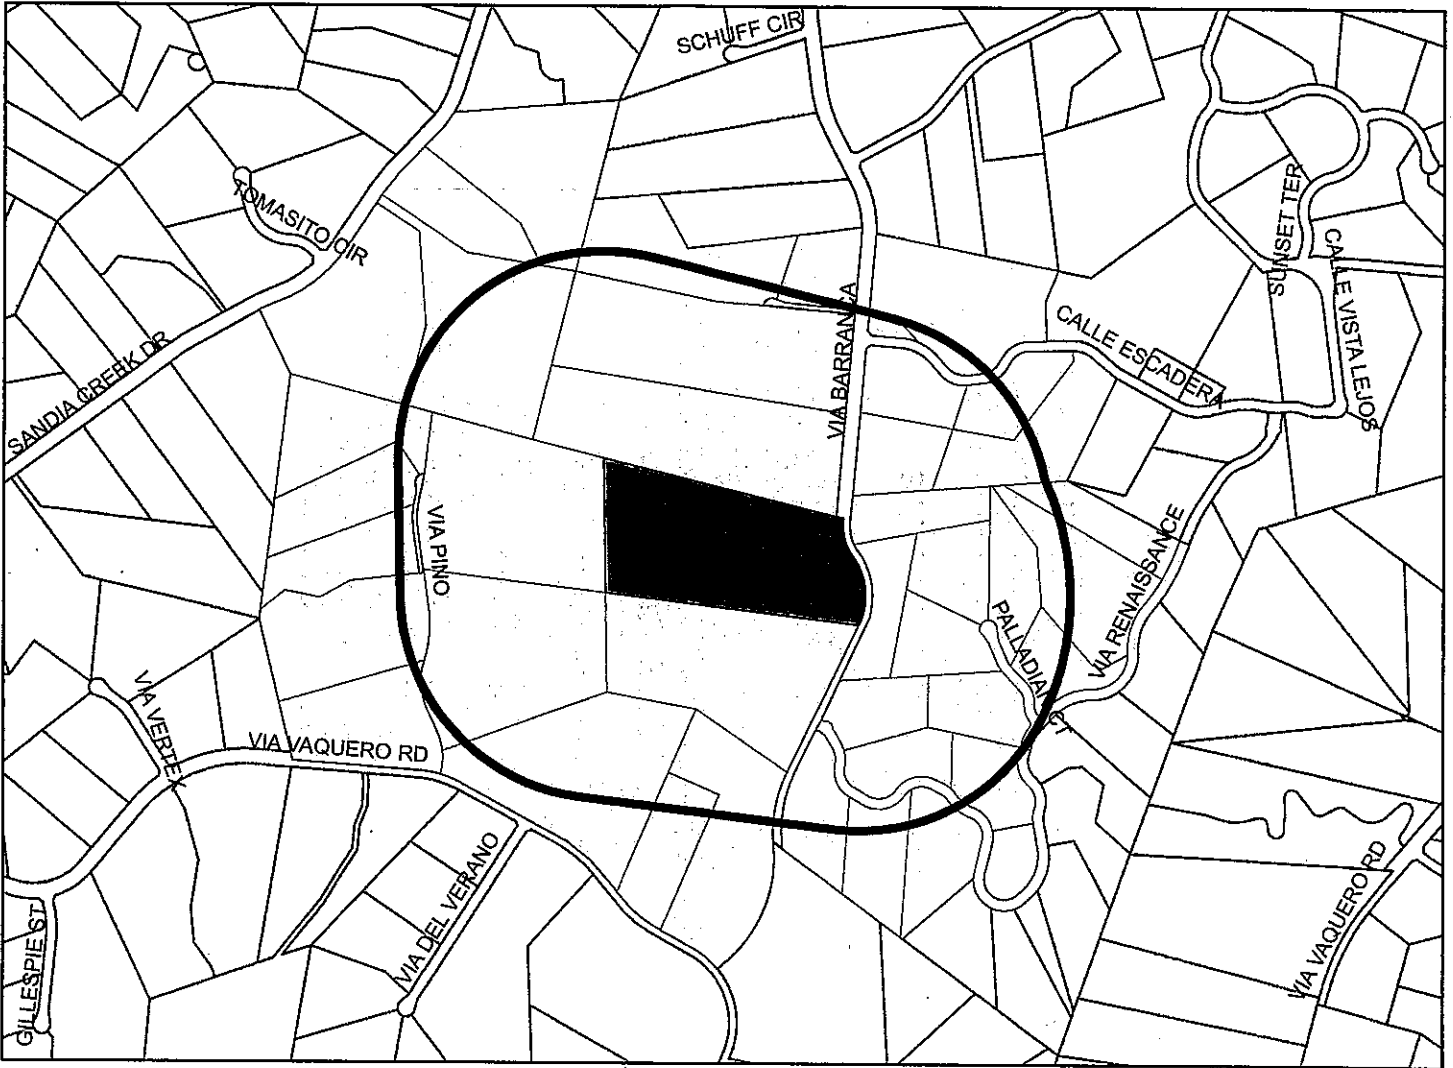 SCHUFF CIR
TOMASITO CIR
SUNSET TER
CALLE VISTA LEJOS
SANDIA CREEK DR
VIA BARRANCA
CALLE ESCADERA
VIA PINO
VIA RENAISSANCE
PALLADIAN CT
VIA VERTEX
VIA VAQUERO RD
VIA DEL VERANO
VIA VAQUERO RD
GILLESPIE ST